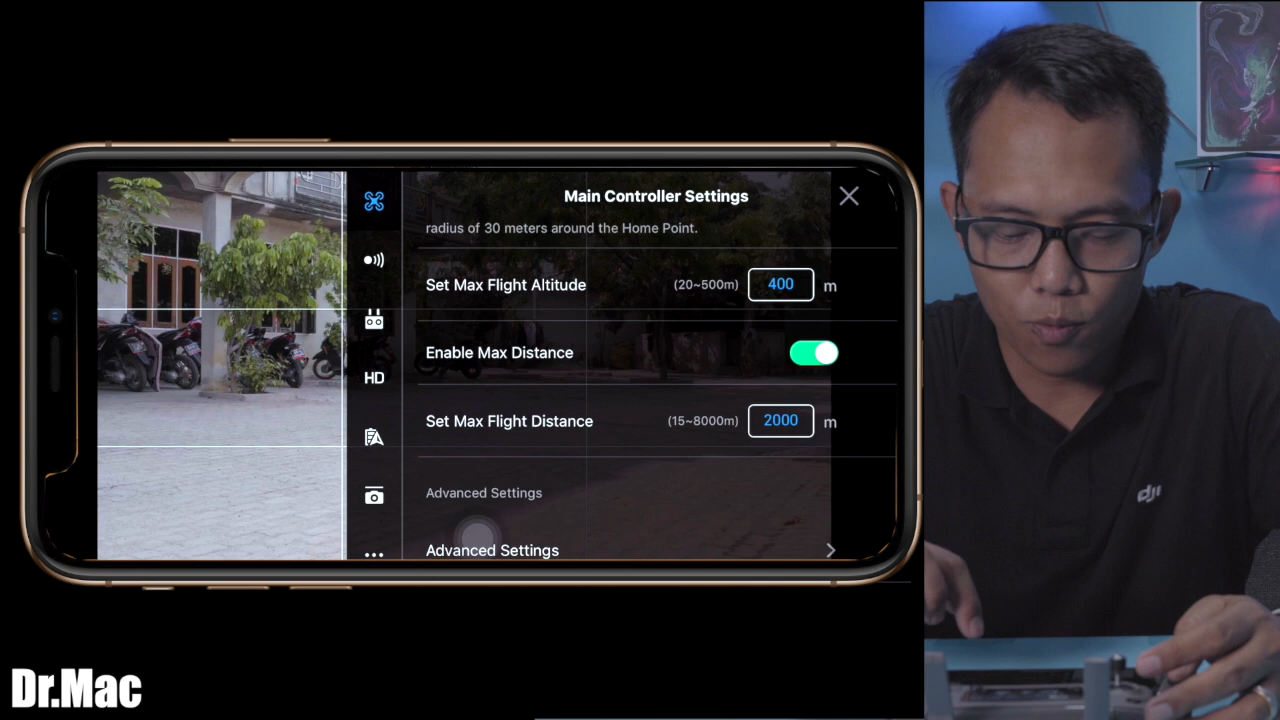 Main Controller Settings
radius of 30 meters around the Home Point.
Set Max Flight Altitude (20~500m) 400 m
Enable Max Distance
Set Max Flight Distance (15~8000m) 2000 m
HD
Advanced Settings
Advanced Settings
dji
Dr.Mac